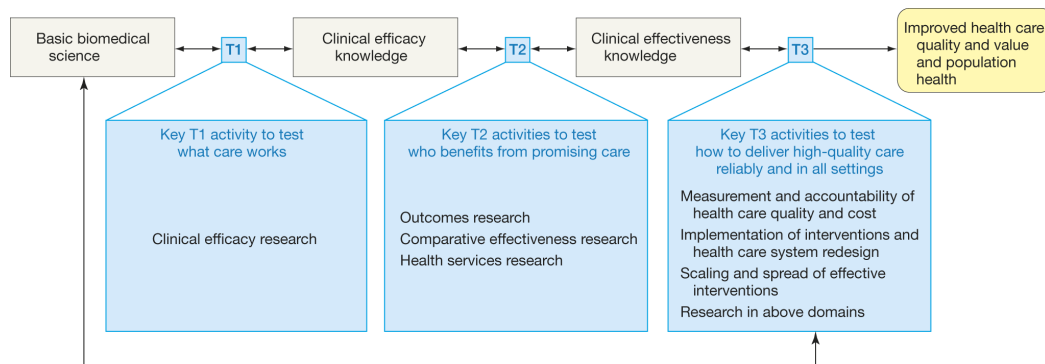 Basic biomedical
science
T1
Clinical efficacy
knowledge
T2
Clinical effectiveness
knowledge
T3
Improved health care
quality and value
and population
health
Key T1 activity to test
what care works
Clinical efficacy research
Key T2 activities to test
who benefits from promising care
Outcomes research
Comparative effectiveness research
Health services research
Key T3 activities to test
how to deliver high-quality care
reliably and in all settings
Measurement and accountability of
health care quality and cost
Implementation of interventions and
health care system redesign
Scaling and spread of effective
interventions
Research in above domains